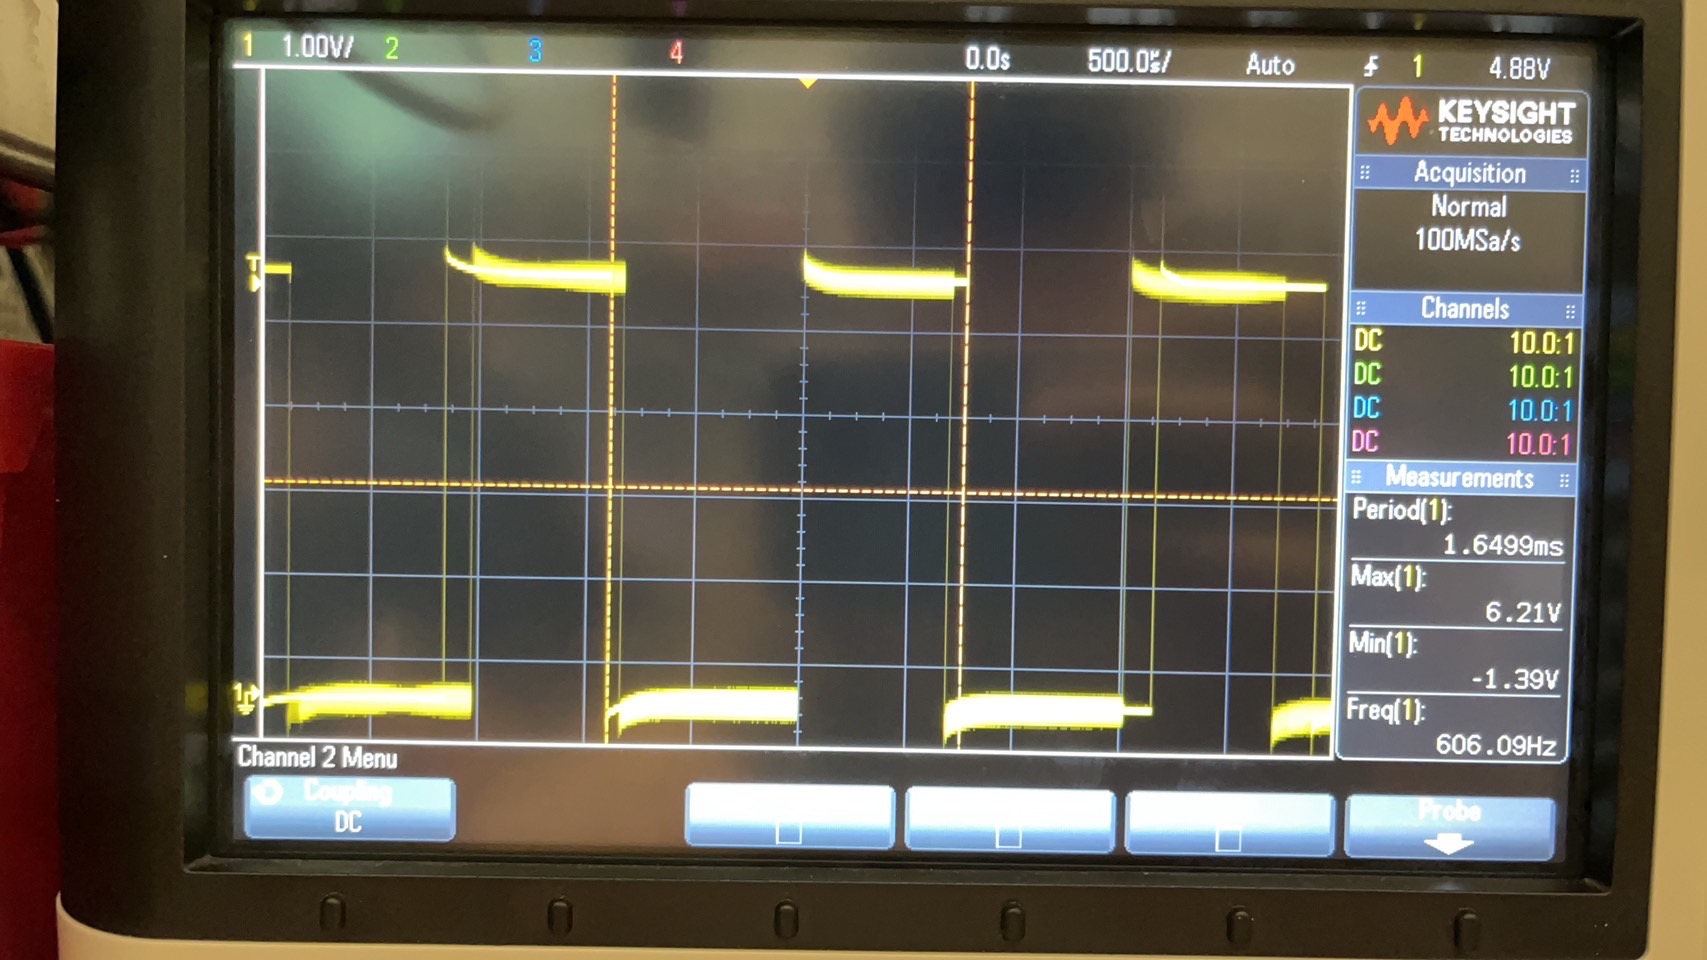 1 1.00V/ 2 3 4 0.0s 500.0µs/ Auto 1 4.88V
KEYSIGHT
TECHNOLOGIES
Acquisition
Normal
100MSa/s
Channels
DC 10.0:1
DC 10.0:1
DC 10.0:1
DC 10.0:1
Measurements
Period(1):
1.6499ms
Max(1):
6.21V
Min(1):
-1.39V
Freq(1):
606.09Hz
T
1
Channel 2 Menu
Coupling
DC
Probe